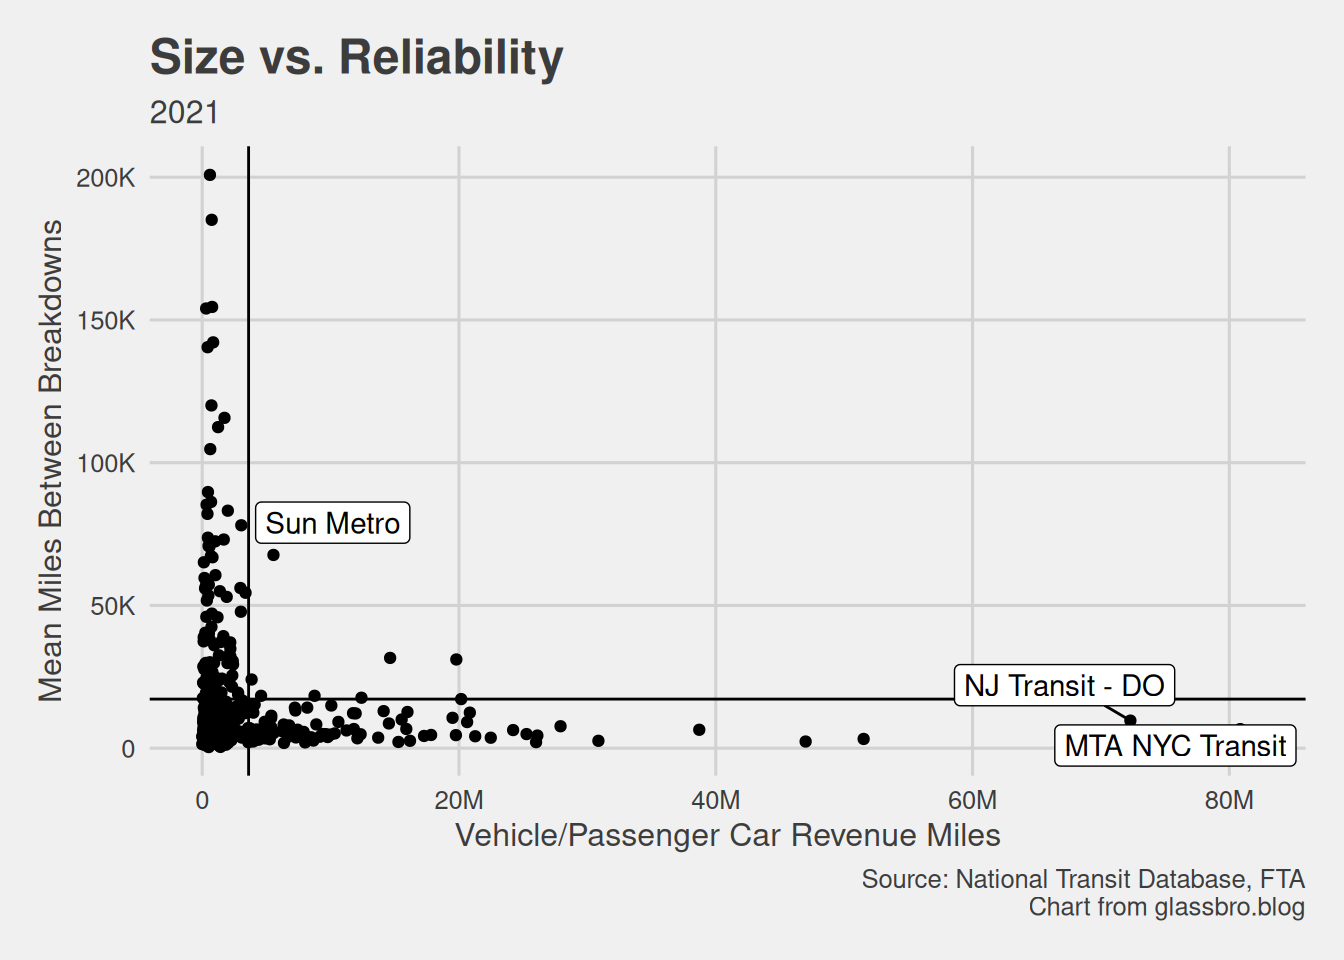 Size vs. Reliability
2021
Mean Miles Between Breakdowns
200K
150K
100K
50K
0
Sun Metro
NJ Transit - DO
MTA NYC Transit
0 20M 40M 60M 80M
Vehicle/Passenger Car Revenue Miles
Source: National Transit Database, FTA
Chart from glassbro.blog